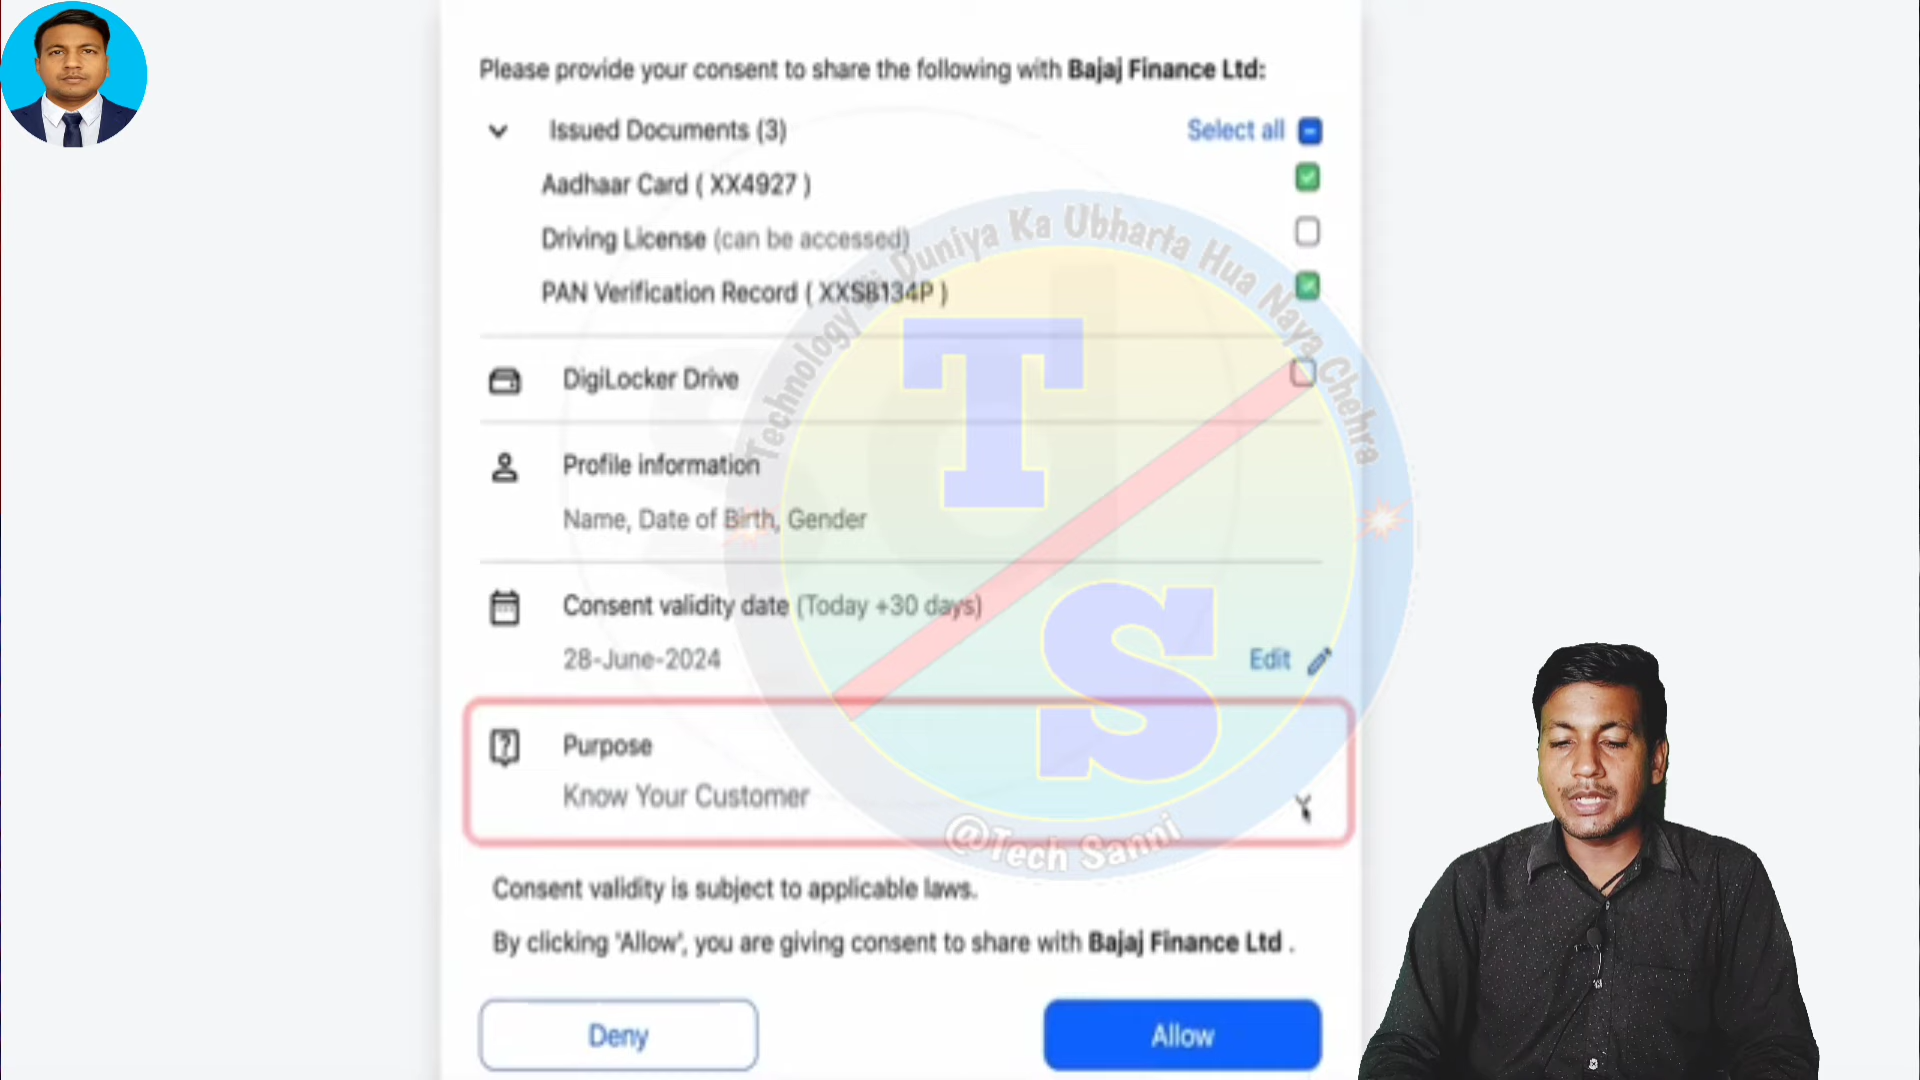 Please provide your consent to share the following with Bajaj Finance Ltd:
Issued Documents (3)
Select all
Aadhaar Card ( XX4927 )
Driving License (can be accessed)
PAN Verification Record ( XXSB134P )
DigiLocker Drive
Profile information
Name, Date of Birth, Gender
Consent validity date (Today +30 days)
28-June-2024
Edit
Purpose
Know Your Customer
Consent validity is subject to applicable laws.
By clicking 'Allow', you are giving consent to share with Bajaj Finance Ltd .
Deny
Allow
Technology Ki Duniya Ka Ubharta Hua Naya Chehra
T
S
@Tech Sanni